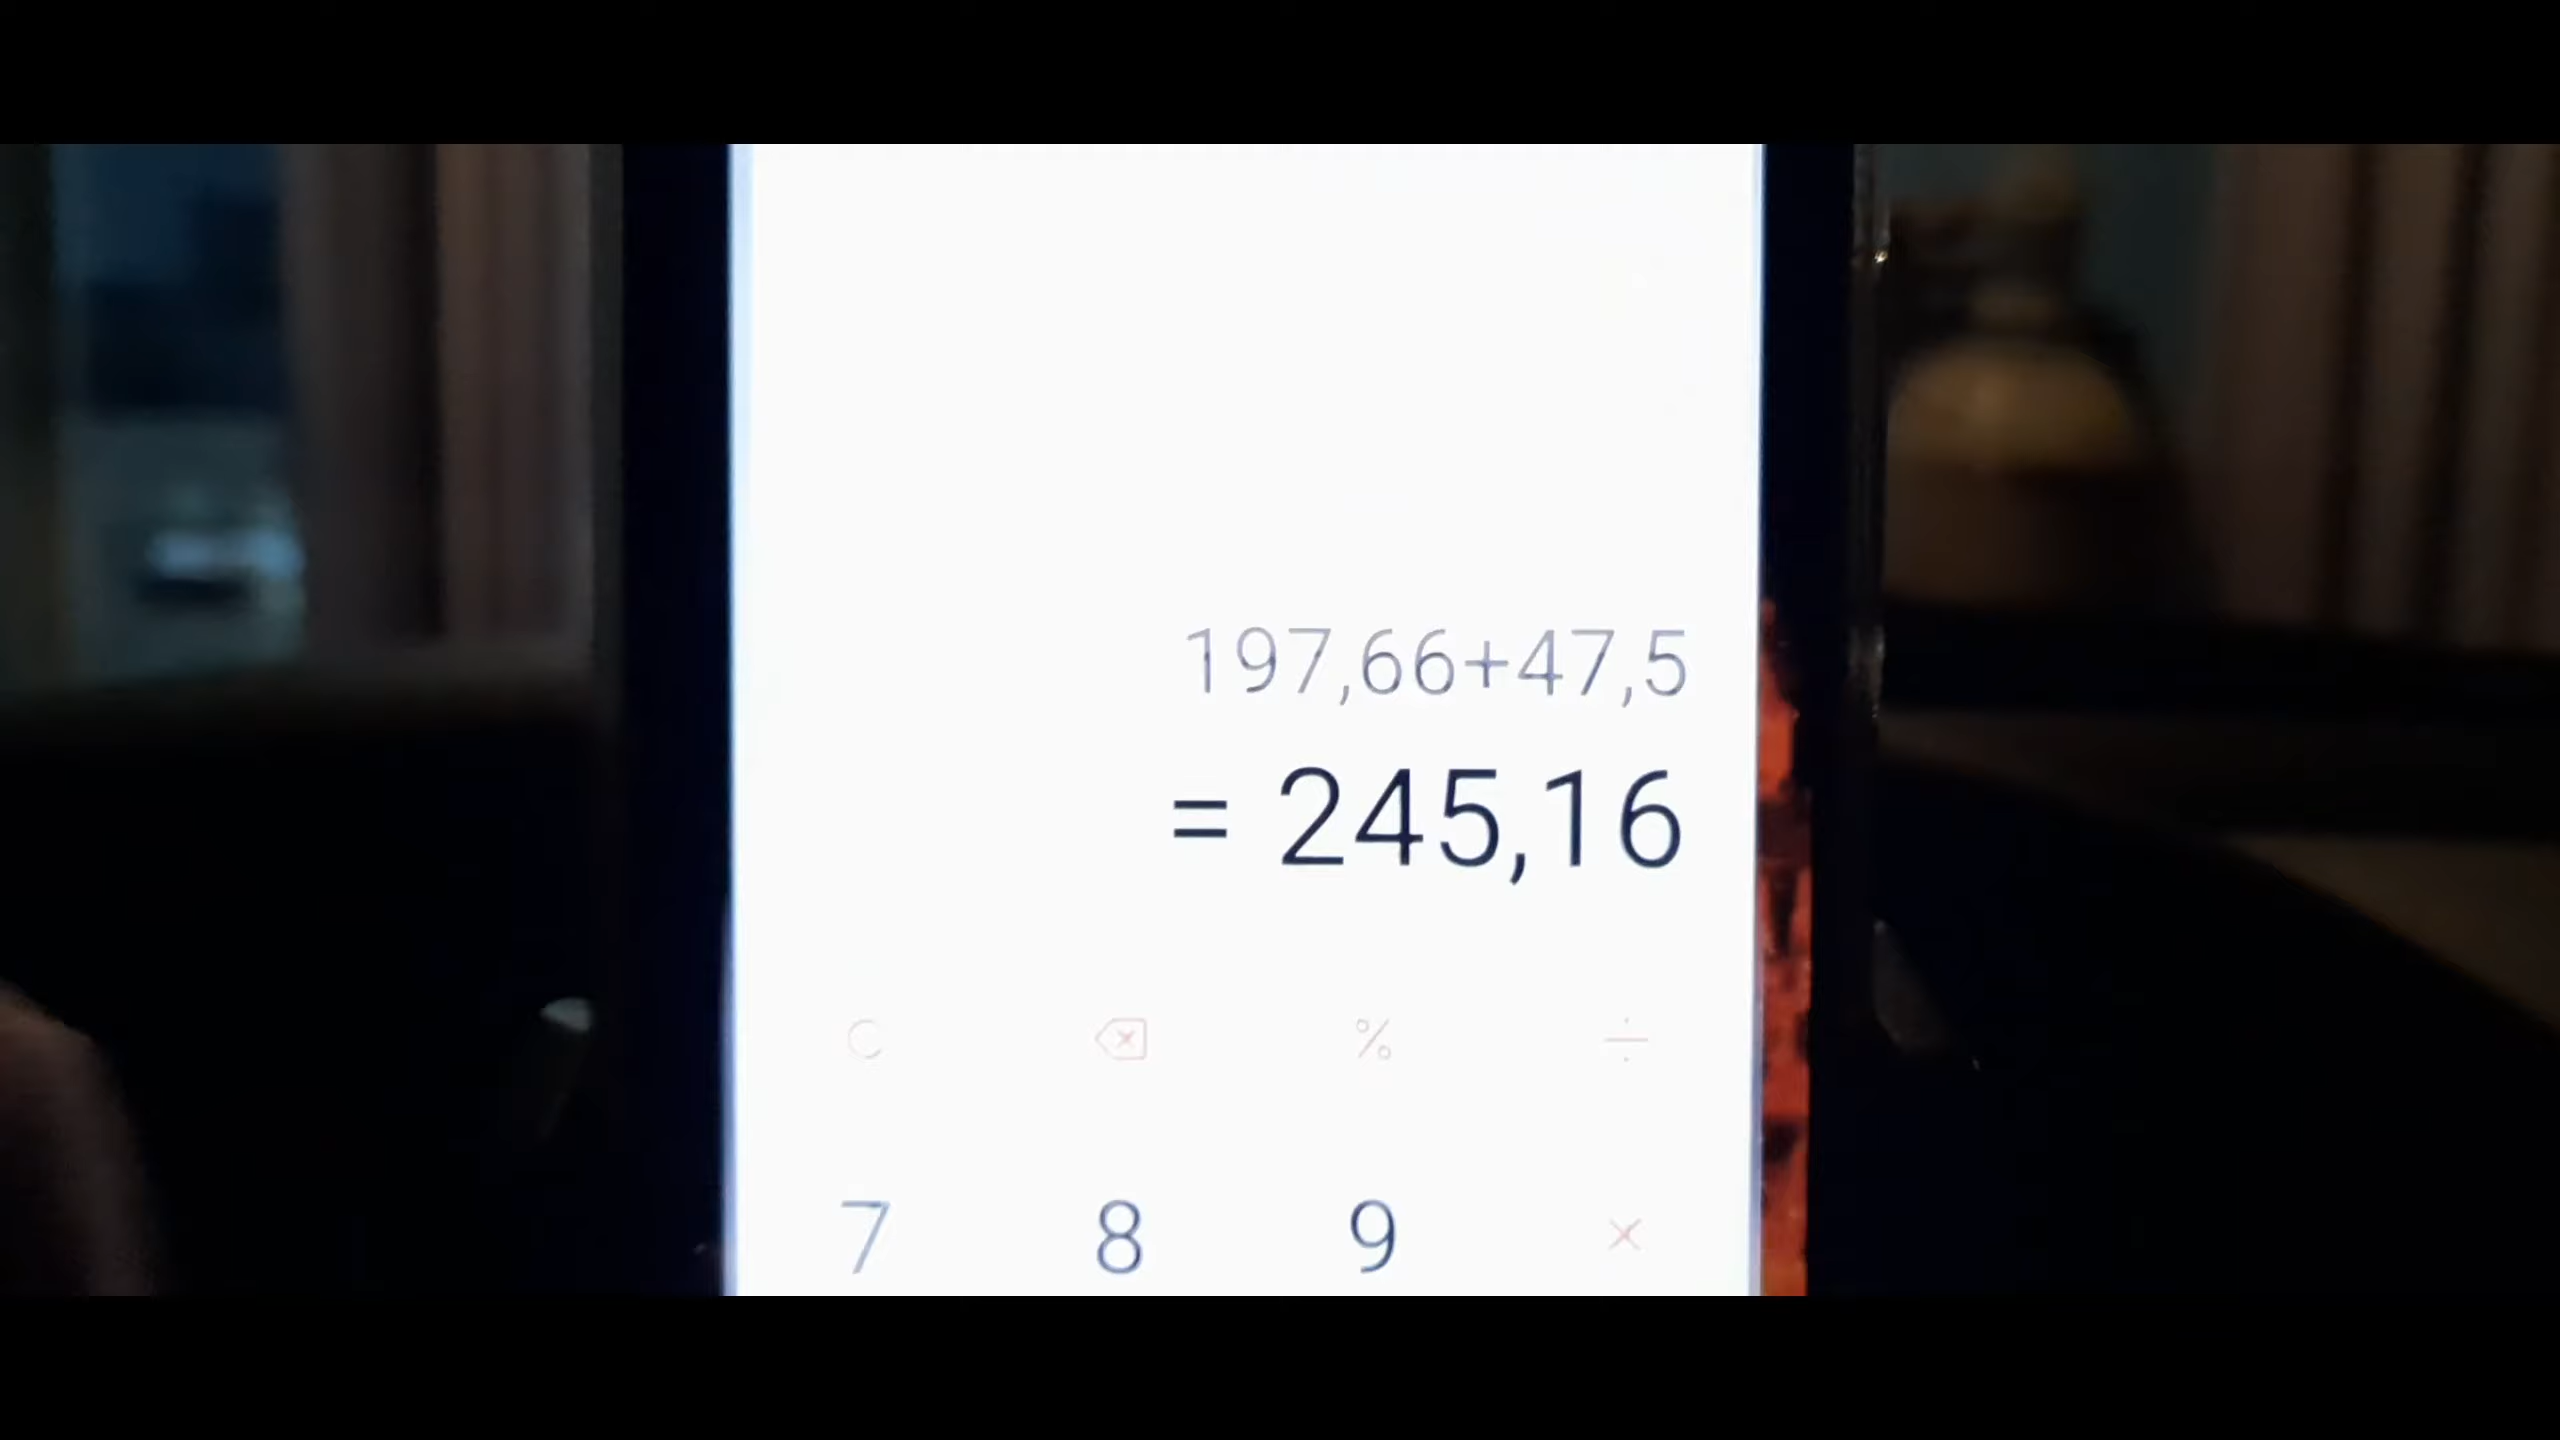 197,66+47,5
= 245,16
C % ÷
7 8 9 ×